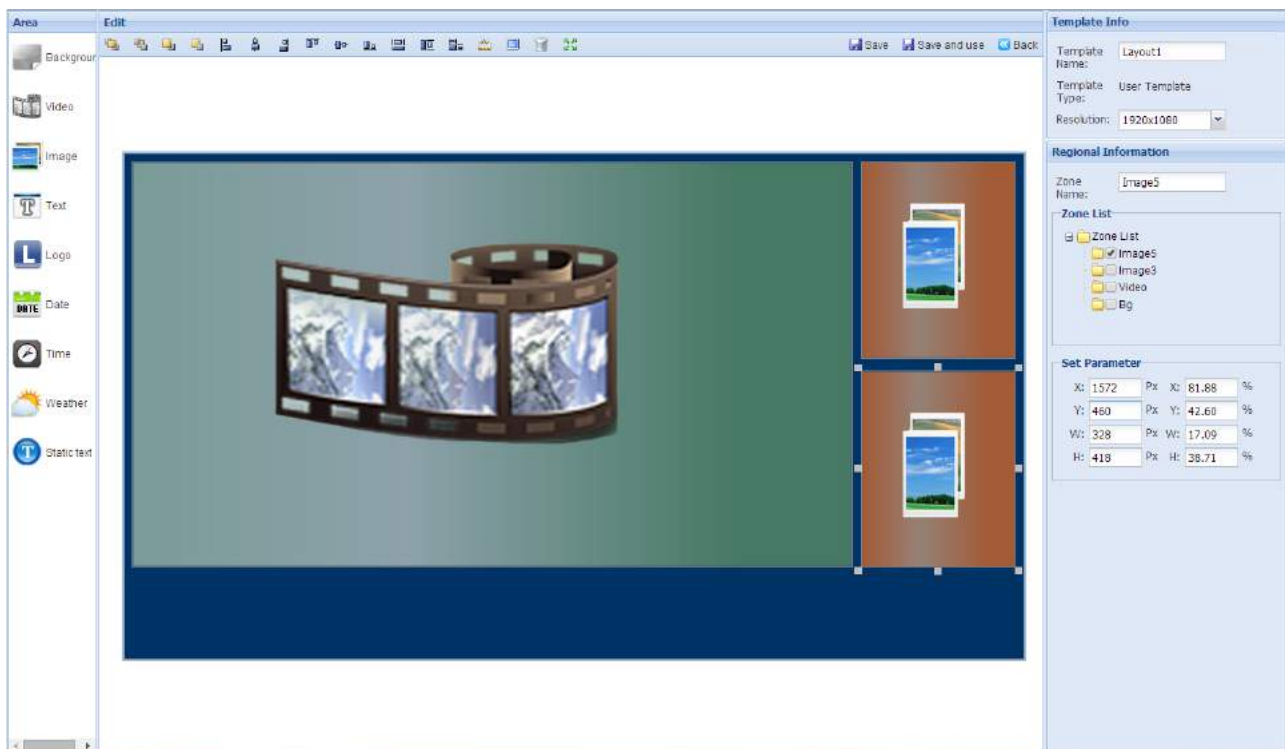 Area
Edit
Template Info
Save
Save and use
Back
Backgrour
Video
Image
Text
Logo
DATE
Date
Time
Weather
Static text
Template
Name:
Layout1
Template
Type:
User Template
Resolution:
1920x1080
Regional Information
Zone
Name:
Image5
Zone List
Zone List
Image5
Image3
Video
Bg
Set Parameter
X: 1572 Px X: 81.88 %
Y: 460 Px Y: 42.60 %
W: 328 Px W: 17.09 %
H: 418 Px H: 38.71 %